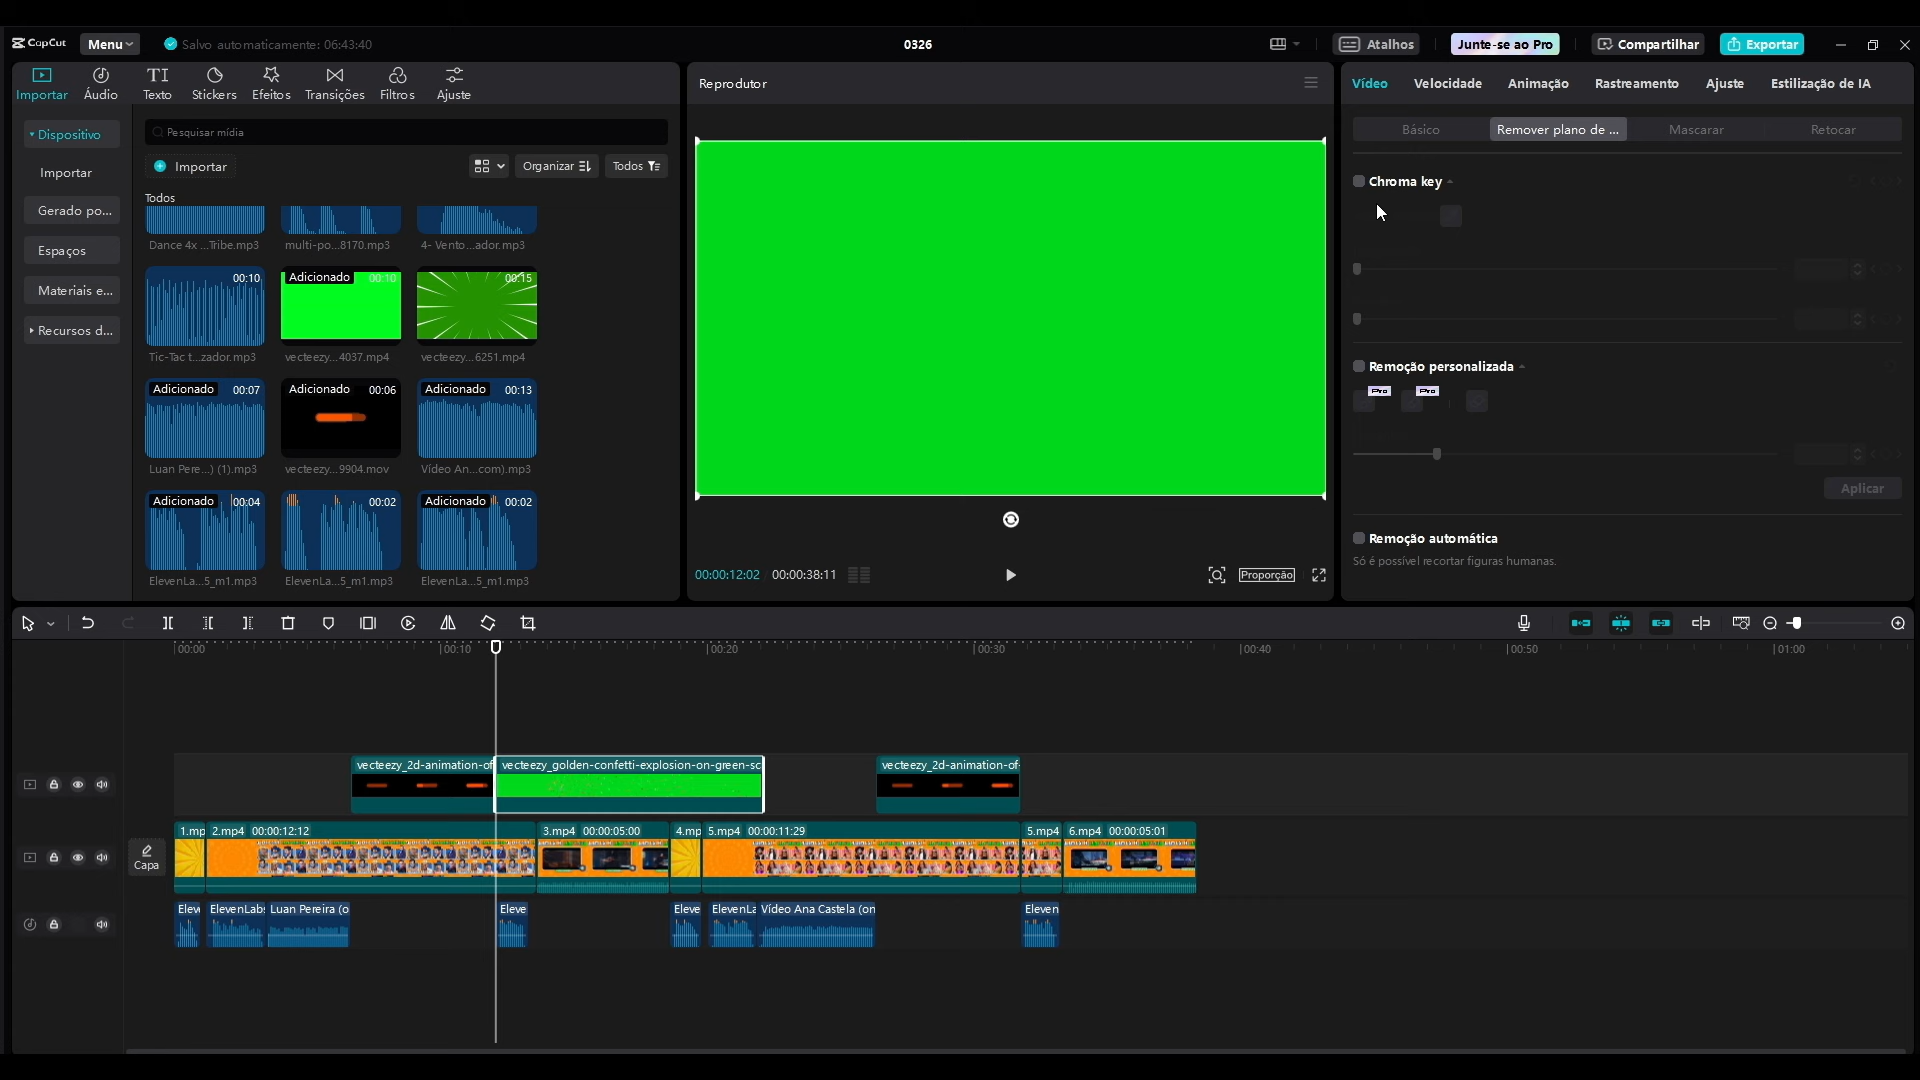 CapCut
Menu
Salvo automaticamente: 06:43:40
0326
Atalhos
Junte-se ao Pro
Compartilhar
Exportar
Importar
Áudio
Texto
Stickers
Efeitos
Transições
Filtros
Ajuste
Dispositivo
Importar
Gerado po...
Espaços
Materiais e...
Recursos d...
Pesquisar mídia
Importar
Organizar
Todos
Todos
Dance 4x ...Tribe.mp3
multi-po...8170.mp3
4- Vento ...ador.mp3
00:10
Adicionado 00:10
00:15
Tic-Tac t...zador.mp3
vecteezy...4037.mp4
vecteezy...6251.mp4
Adicionado 00:07
Adicionado 00:06
Adicionado 00:13
Luan Pere...) (1).mp3
vecteezy...9904.mov
Vídeo An...com).mp3
Adicionado 00:04
00:02
Adicionado 00:02
ElevenLa...5_m1.mp3
ElevenLa...5_m1.mp3
ElevenLa...5_m1.mp3
Reprodutor
00:00:12:02 00:00:38:11
Proporção
Vídeo
Velocidade
Animação
Rastreamento
Ajuste
Estilização de IA
Básico
Remover plano de ...
Mascarar
Retocar
Chroma key
Remoção personalizada
Pro
Pro
Aplicar
Remoção automática
Só é possível recortar figuras humanas.
00:00
00:10
00:20
00:30
00:40
00:50
01:00
vecteezy_2d-animation-of
vecteezy_golden-confetti-explosion-on-green-sc
vecteezy_2d-animation-of-
Capa
1.mp
2.mp4 00:00:12:12
3.mp4 00:00:05:00
4.mp
5.mp4 00:00:11:29
5.mp4
6.mp4 00:00:05:01
Elev
ElevenLabs
Luan Pereira (o
Eleve
Eleve
ElevenLa
Vídeo Ana Castela (on
Eleven